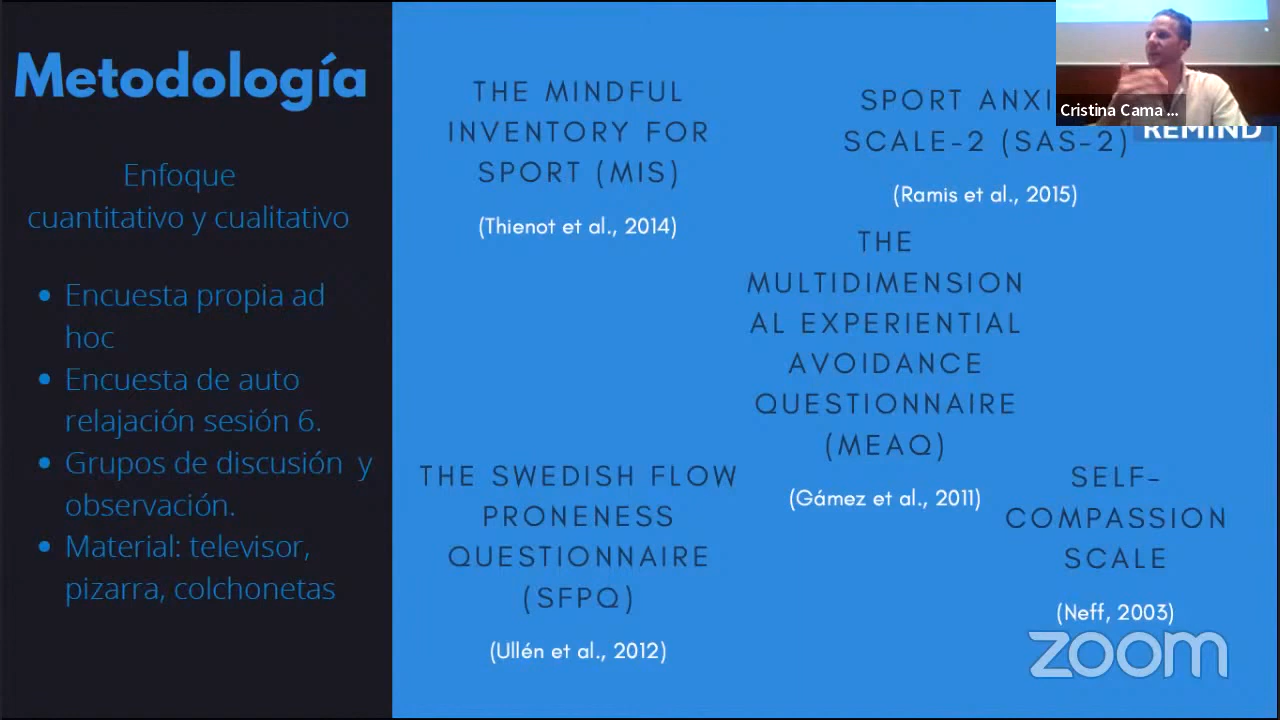 Metodología
Enfoque
cuantitativo y cualitativo
• Encuesta propia ad
hoc
• Encuesta de auto
relajación sesión 6.
• Grupos de discusión y
observación.
• Material: televisor,
pizarra, colchonetas
THE MINDFUL
INVENTORY FOR
SPORT (MIS)
(Thienot et al., 2014)
SPORT ANXI
SCALE-2 (SAS-2)
(Ramis et al., 2015)
THE
MULTIDIMENSION
AL EXPERIENTIAL
AVOIDANCE
QUESTIONNAIRE
(MEAQ)
(Gámez et al., 2011)
THE SWEDISH FLOW
PRONENESS
QUESTIONNAIRE
(SFPQ)
(Ullén et al., 2012)
SELF-
COMPASSION
SCALE
(Neff, 2003)
Cristina Cama ...
REMIND
zoom